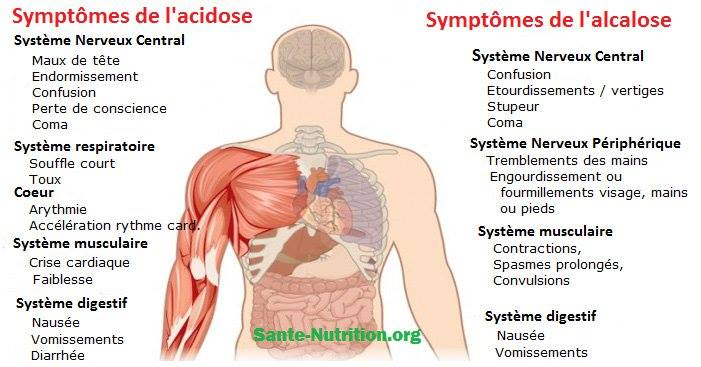 Symptômes de l'acidose
Système Nerveux Central
Maux de tête
Endormissement
Confusion
Perte de conscience
Coma
Système respiratoire
Souffle court
Toux
Coeur
Arythmie
Accélération rythme card.
Système musculaire
Crise cardiaque
Faiblesse
Système digestif
Nausée
Vomissements
Diarrhée
Symptômes de l'alcalose
Système Nerveux Central
Confusion
Etourdissements / vertiges
Stupeur
Coma
Système Nerveux Périphérique
Tremblements des mains
Engourdissement ou
fourmillements visage, mains
ou pieds
Système musculaire
Contractions,
Spasmes prolongés,
Convulsions
Système digestif
Nausée
Vomissements
Sante-Nutrition.org